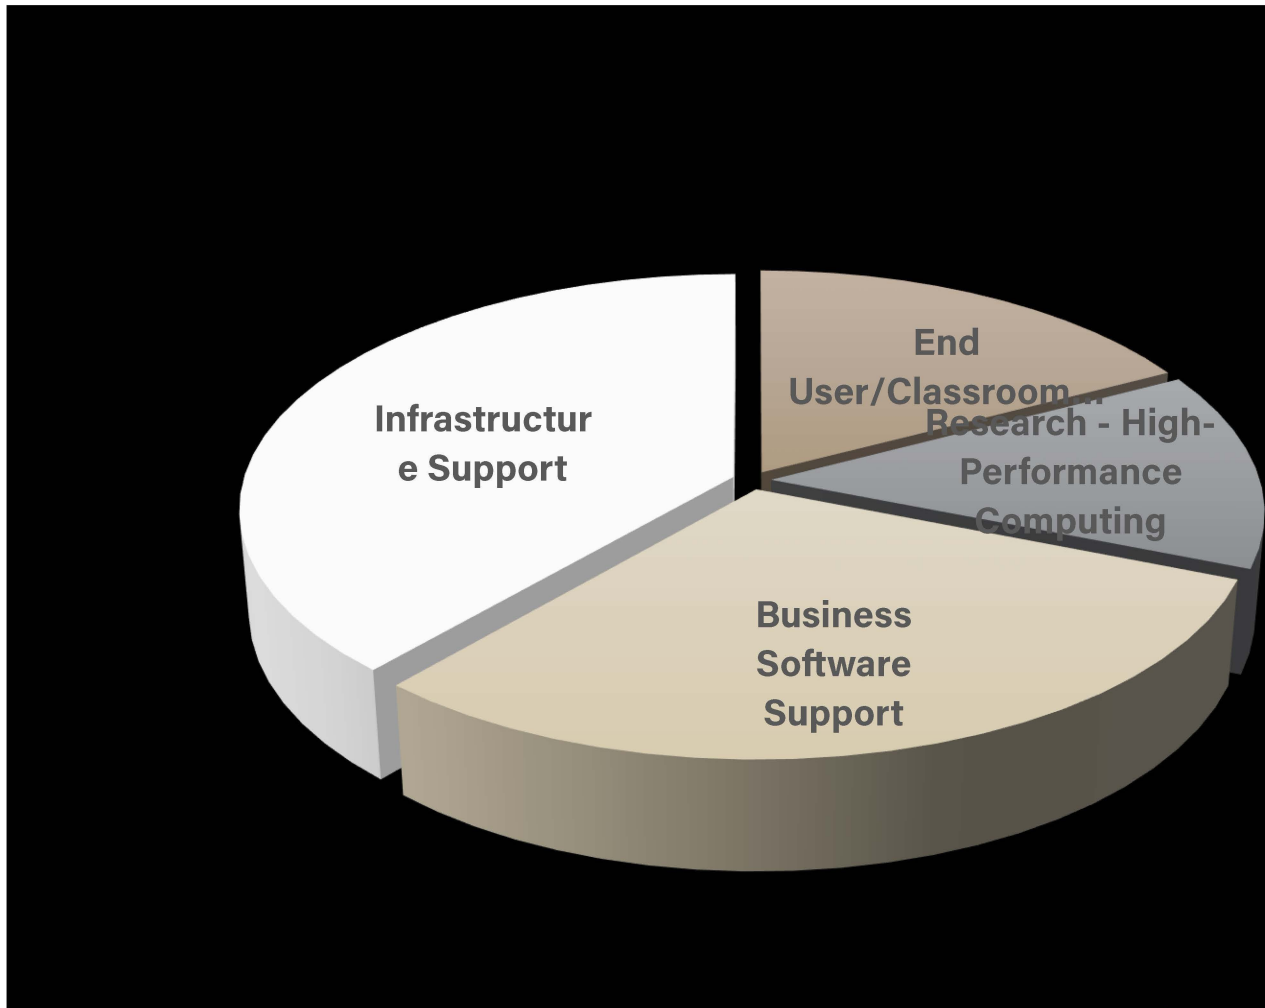 End
User/Classroom...
Research - High-
Performance
Computing
Infrastructur
e Support
Business
Software
Support